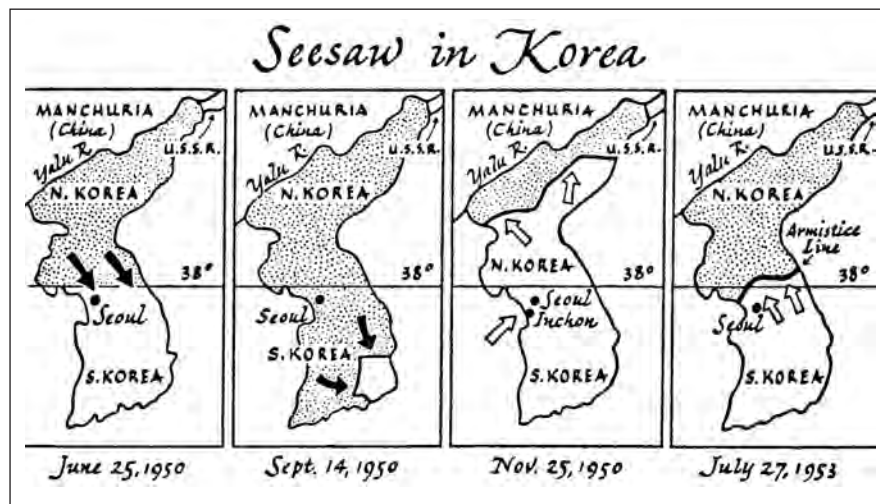 Seesaw in Korea
MANCHURIA
(China)
Yalu R.
U.S.S.R.
N. KOREA
38°
Seoul
S. KOREA
June 25, 1950
MANCHURIA
(China)
Yalu R.
U.S.S.R.
N. KOREA
38°
Seoul
S. KOREA
Sept. 14, 1950
MANCHURIA
(China)
Yalu R.
U.S.S.R.
N. KOREA
38°
Seoul
Inchon
S. KOREA
Nov. 25, 1950
MANCHURIA
(China)
Yalu R.
U.S.S.R.
N. KOREA
Armistice
Line
38°
Seoul
S. KOREA
July 27, 1953